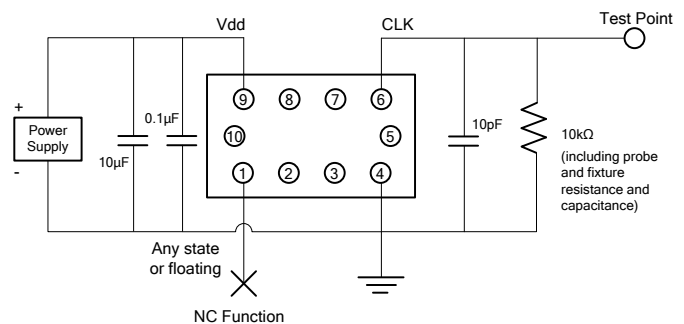 Vdd
CLK
Test Point
+
Power
Supply
-
10µF
0.1µF
9
8
7
6
10
5
1
2
3
4
10pF
10kΩ
(including probe
and fixture
resistance and
capacitance)
Any state
or floating
NC Function